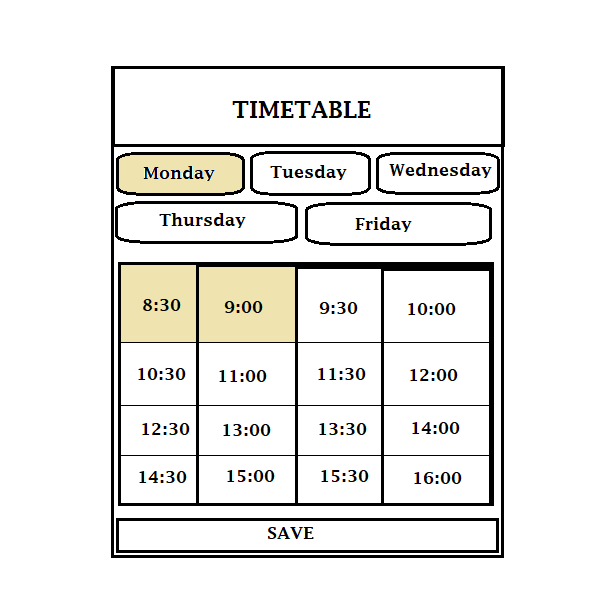 TIMETABLE
Monday Tuesday Wednesday
Thursday Friday
8:30 9:00 9:30 10:00
10:30 11:00 11:30 12:00
12:30 13:00 13:30 14:00
14:30 15:00 15:30 16:00
SAVE